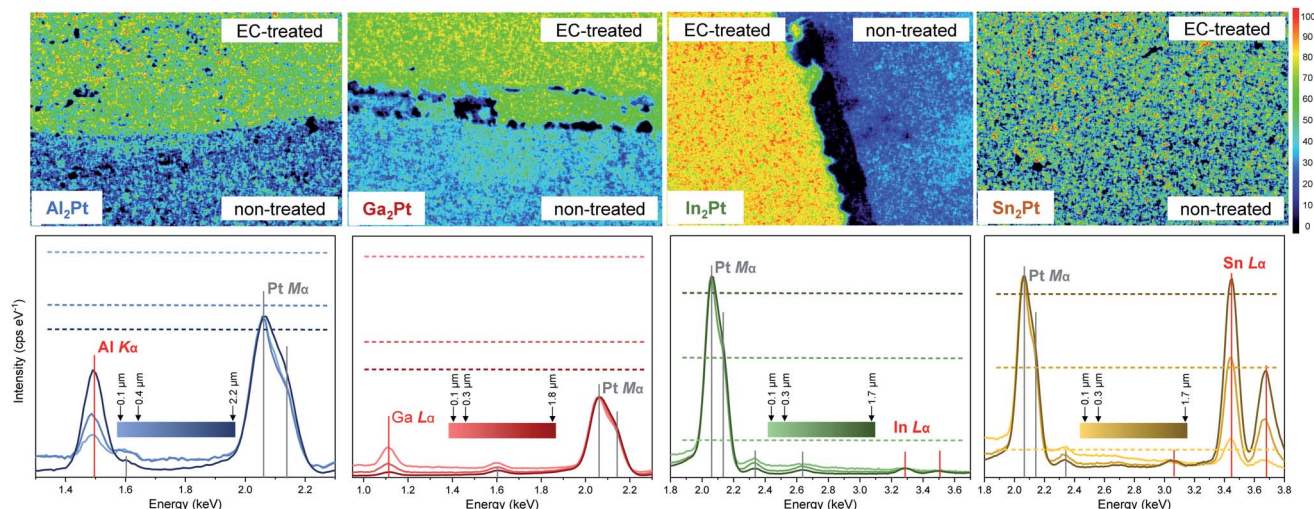 EC-treated
Al₂Pt
non-treated
EC-treated
Ga₂Pt
non-treated
EC-treated
non-treated
In₂Pt
EC-treated
Sn₂Pt
non-treated
100
90
80
70
60
50
40
30
20
10
0
Intensity (cps eV⁻¹)
Al Kα
Pt Mα
0.1 μm
0.4 μm
2.2 μm
1.4 1.6 1.8 2.0 2.2
Energy (keV)
Ga Lα
Pt Mα
0.1 μm
0.3 μm
1.8 μm
1.0 1.2 1.4 1.6 1.8 2.0 2.2
Energy (keV)
Pt Mα
0.1 μm
0.3 μm
1.7 μm
In Lα
1.8 2.0 2.2 2.4 2.6 2.8 3.0 3.2 3.4 3.6
Energy (keV)
Pt Mα
Sn Lα
0.1 μm
0.3 μm
1.7 μm
1.8 2.0 2.2 2.4 2.6 2.8 3.0 3.2 3.4 3.6 3.8
Energy (keV)